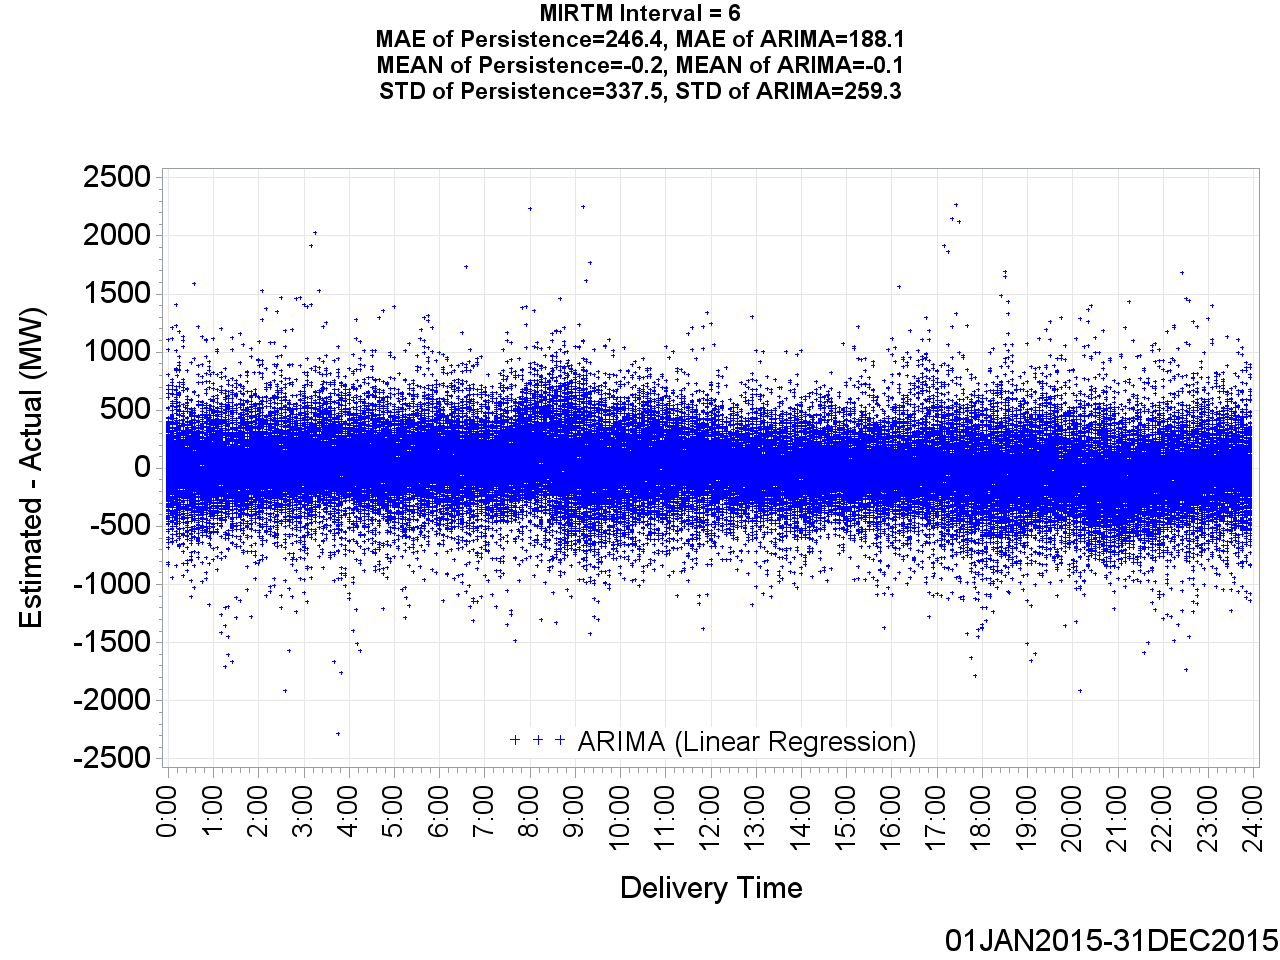 MIRTM Interval = 6
MAE of Persistence=246.4, MAE of ARIMA=188.1
MEAN of Persistence=-0.2, MEAN of ARIMA=-0.1
STD of Persistence=337.5, STD of ARIMA=259.3
Estimated - Actual (MW)
2500
2000
1500
1000
500
0
-500
-1000
-1500
-2000
-2500
ARIMA (Linear Regression)
0:00 1:00 2:00 3:00 4:00 5:00 6:00 7:00 8:00 9:00 10:00 11:00 12:00 13:00 14:00 15:00 16:00 17:00 18:00 19:00 20:00 21:00 22:00 23:00 24:00
Delivery Time
01JAN2015-31DEC2015